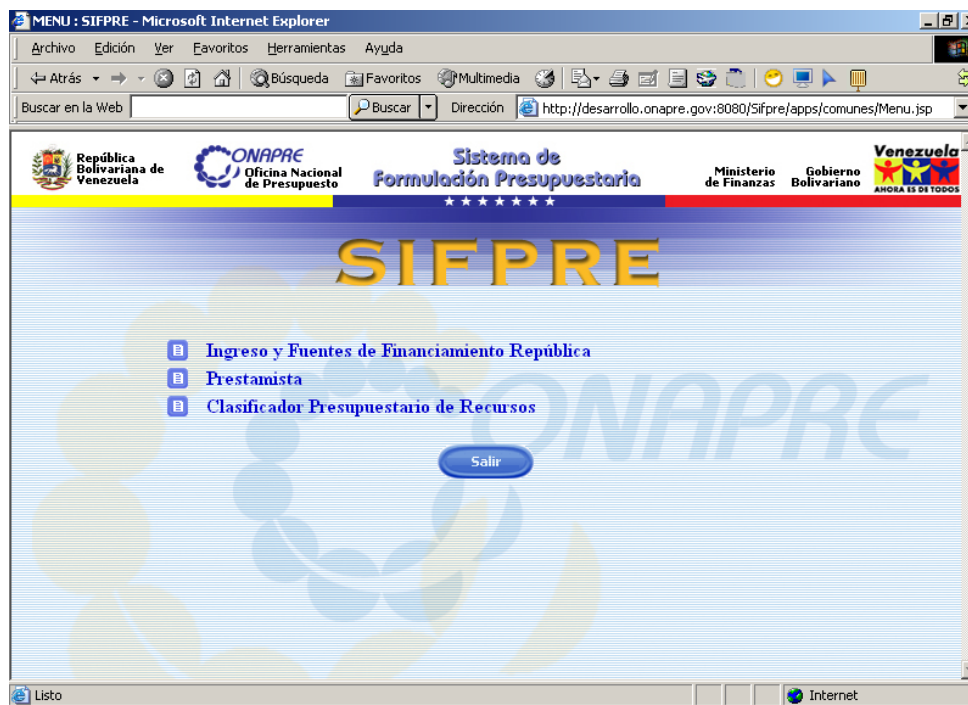 MENU : SIFPRE - Microsoft Internet Explorer
Archivo Edición Ver Favoritos Herramientas Ayuda
Atrás Búsqueda Favoritos Multimedia
Buscar en la Web Buscar Dirección http://desarrollo.onapre.gov:8080/Sifpre/apps/comunes/Menu.jsp
República
Bolivariana de
Venezuela
ONAPRE
Oficina Nacional
de Presupuesto
Sistema de
Formulación Presupuestaria
Ministerio
de Finanzas
Gobierno
Bolivariano
Venezuela
AHORA ES DE TODOS
SIFPRE
Ingreso y Fuentes de Financiamiento República
Prestamista
Clasificador Presupuestario de Recursos
ONAPRE
Salir
Listo Internet